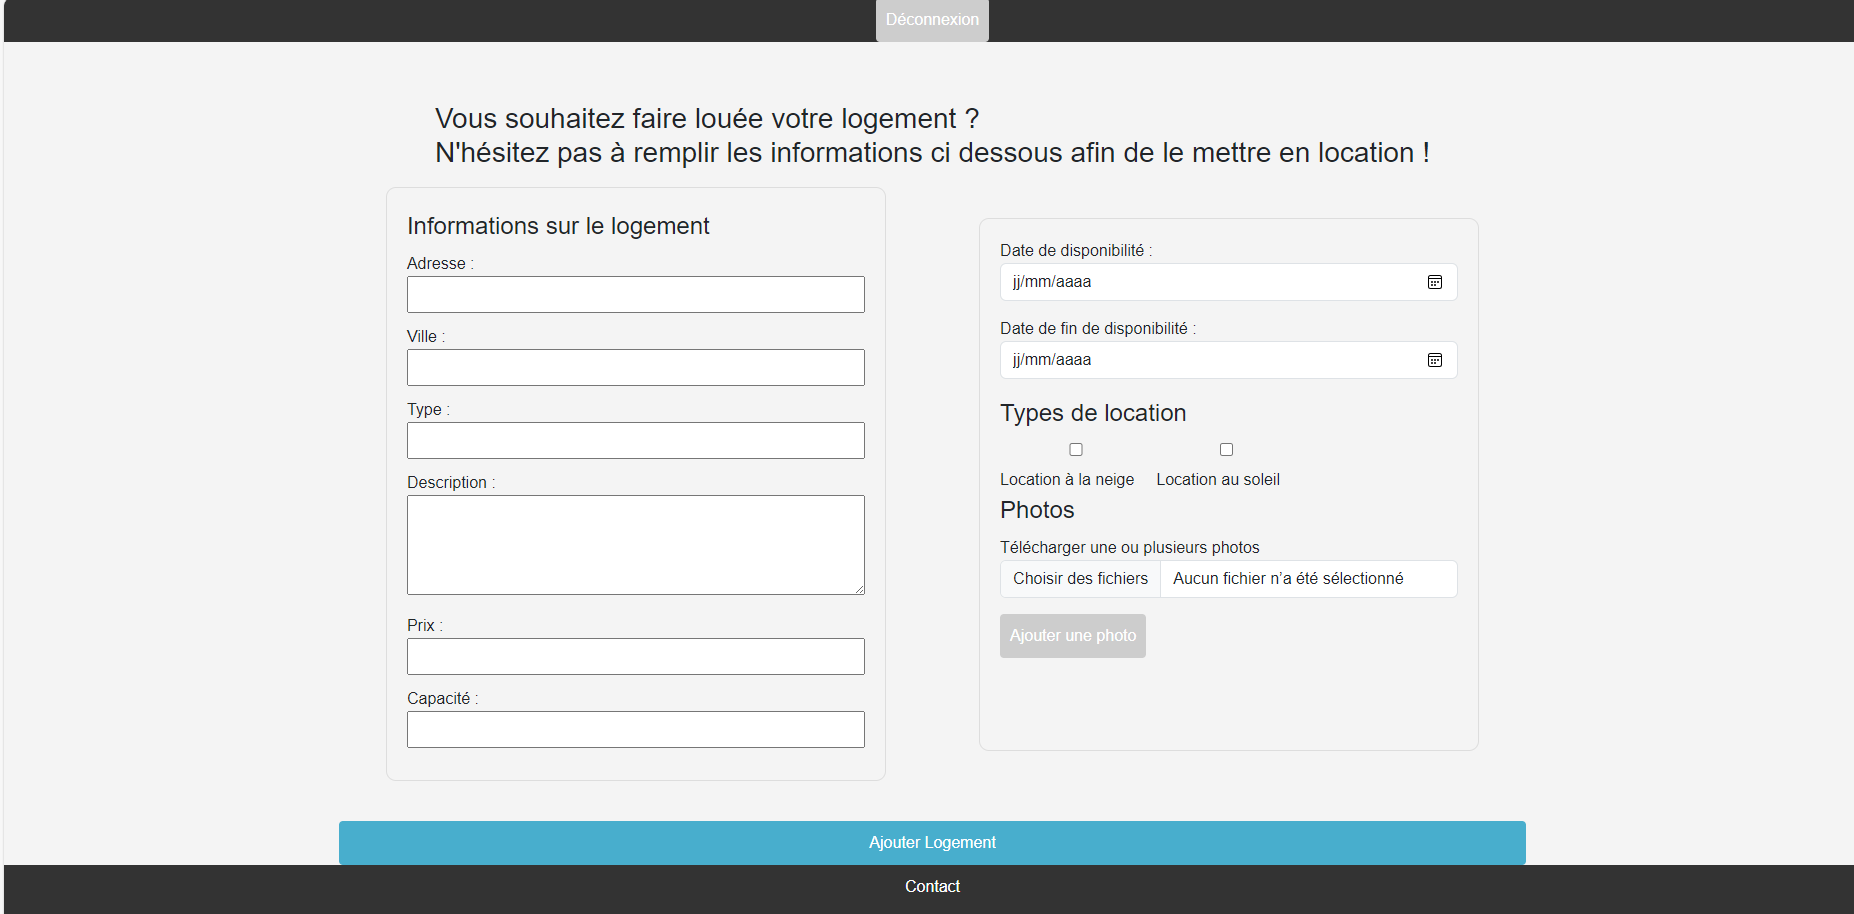 Déconnexion
Vous souhaitez faire louée votre logement ?
N'hésitez pas à remplir les informations ci dessous afin de le mettre en location !
Informations sur le logement
Adresse :
Ville :
Type :
Description :
Prix :
Capacité :
Date de disponibilité :
jj/mm/aaaa
Date de fin de disponibilité :
jj/mm/aaaa
Types de location
Location à la neige Location au soleil
Photos
Télécharger une ou plusieurs photos
Choisir des fichiers Aucun fichier n’a été sélectionné
Ajouter une photo
Ajouter Logement
Contact